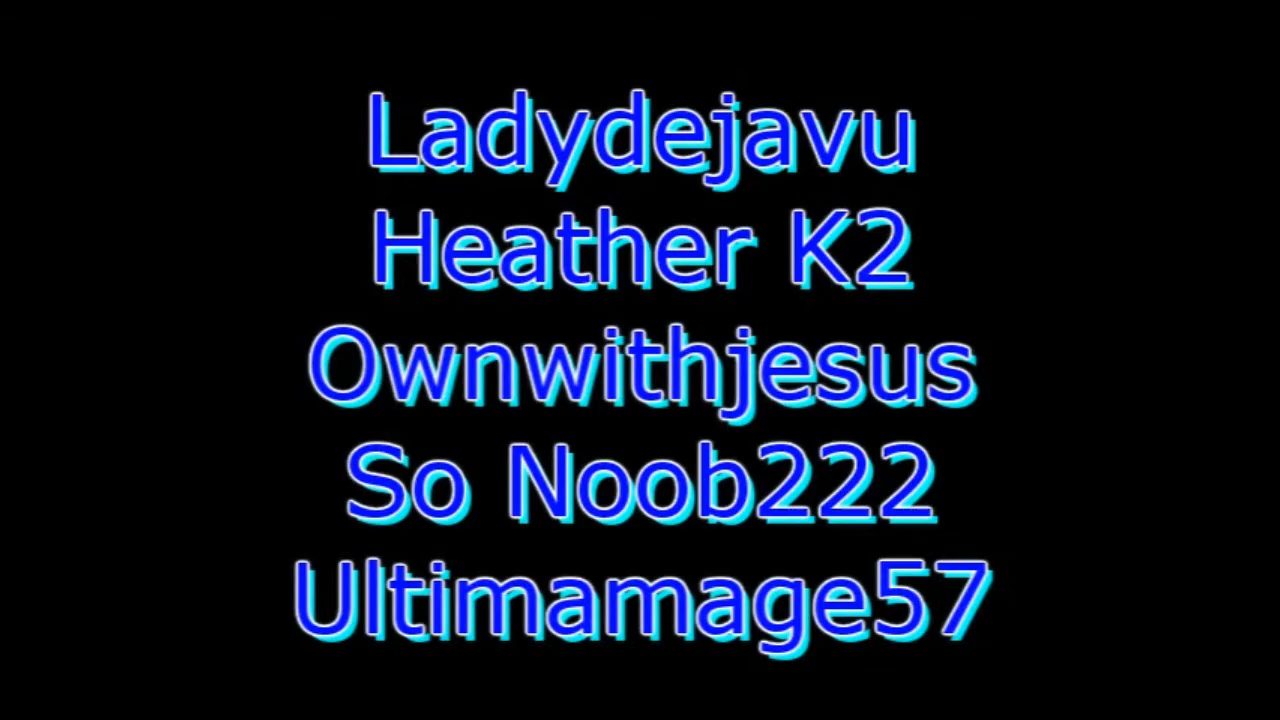 Ladydejavu
Heather K2
Ownwithjesus
So Noob222
Ultimamage57